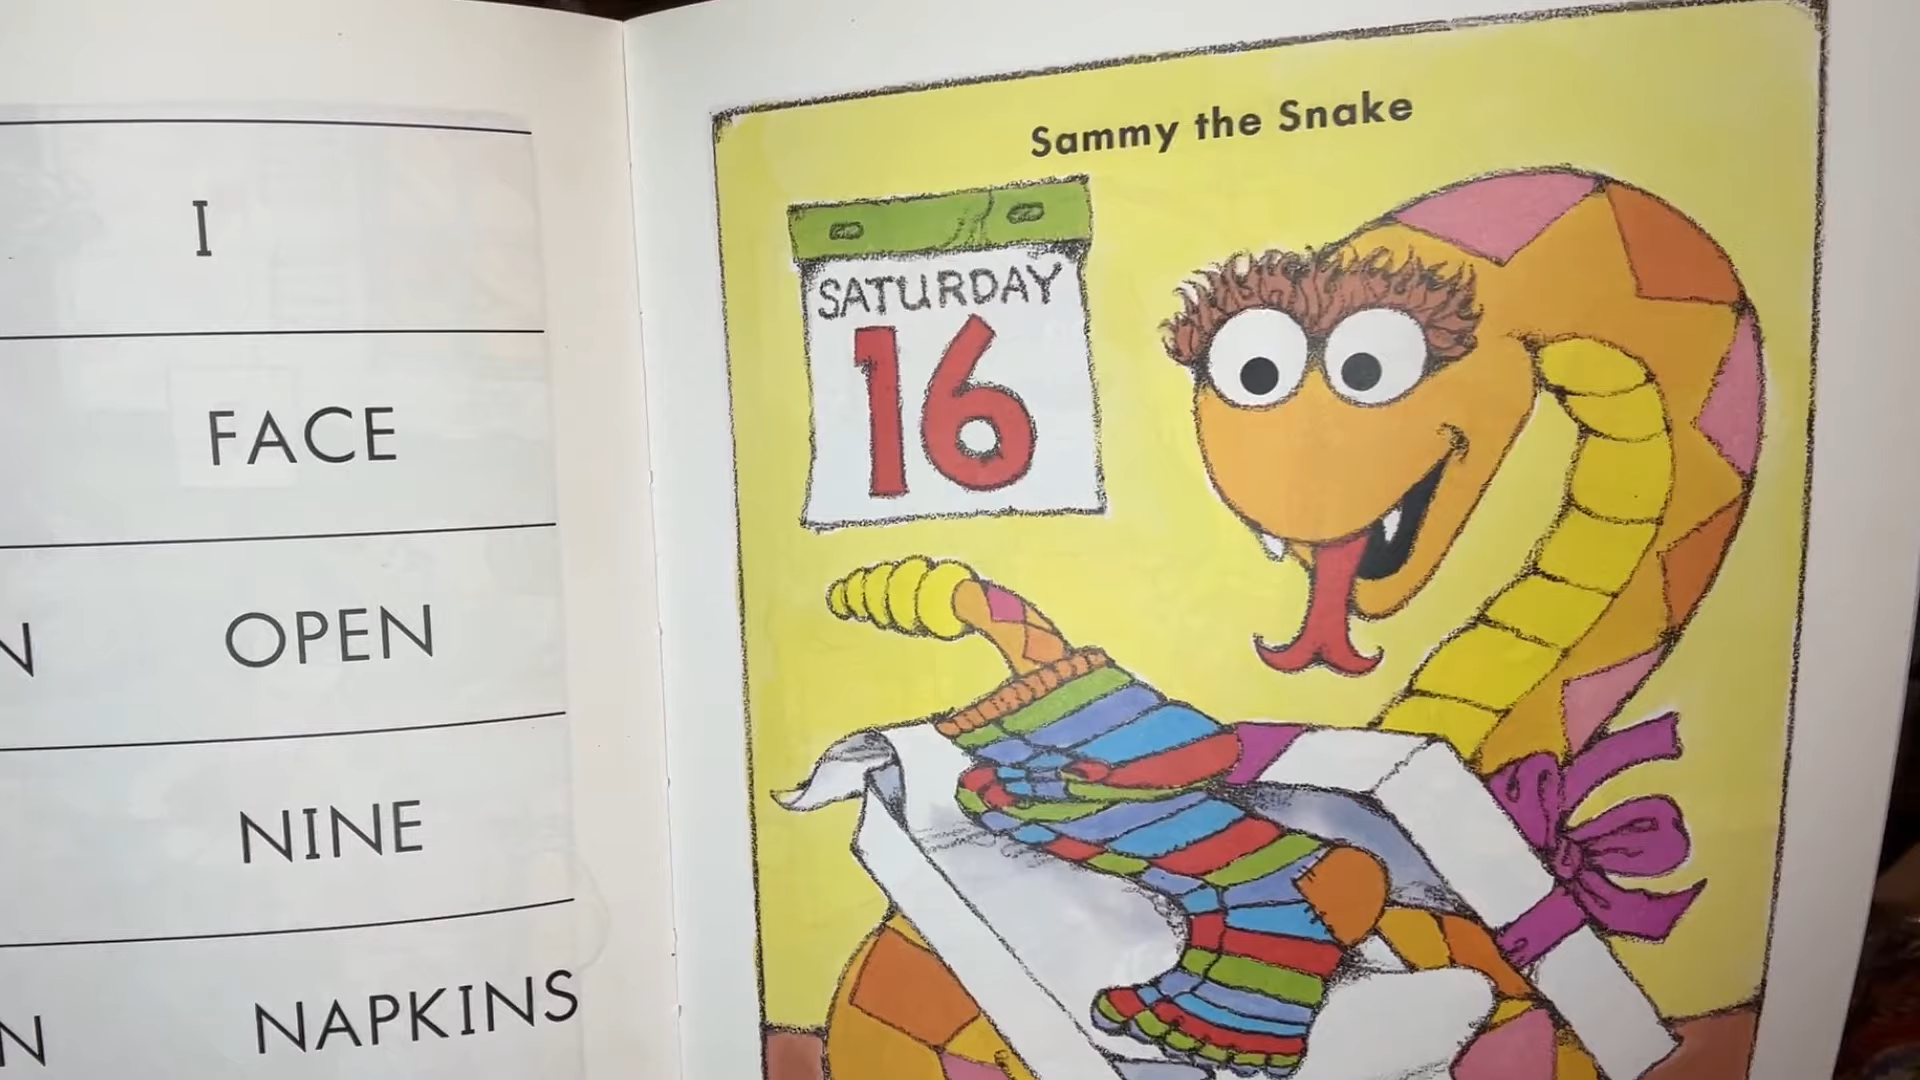 I
FACE
N OPEN
NINE
N NAPKINS
Sammy the Snake
SATURDAY
16